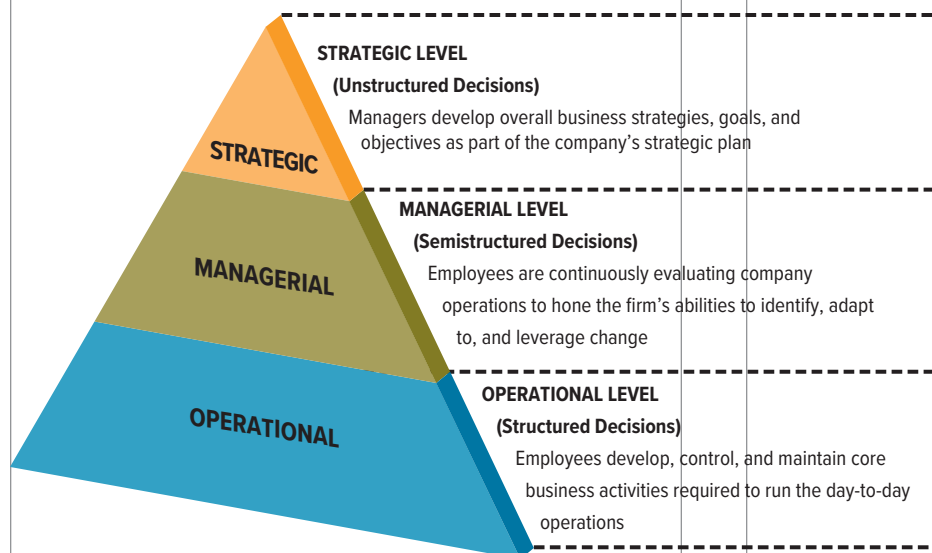 STRATEGIC LEVEL
(Unstructured Decisions)
Managers develop overall business strategies, goals, and
objectives as part of the company’s strategic plan
STRATEGIC
MANAGERIAL LEVEL
(Semistructured Decisions)
Employees are continuously evaluating company
operations to hone the firm’s abilities to identify, adapt
to, and leverage change
MANAGERIAL
OPERATIONAL LEVEL
(Structured Decisions)
Employees develop, control, and maintain core
business activities required to run the day-to-day
operations
OPERATIONAL